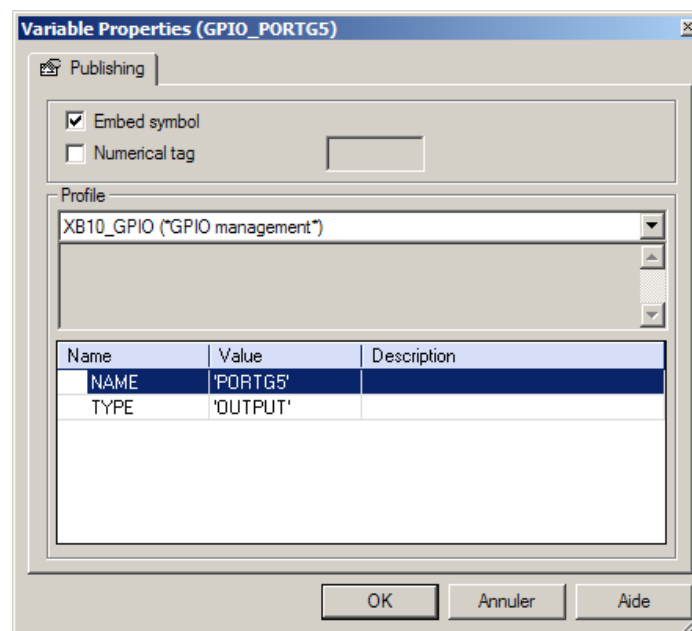 Variable Properties (GPIO_PORTG5)
Publishing
Embed symbol
Numerical tag
Profile
XB10_GPIO (*GPIO management*)
Name Value Description
NAME 'PORTG5'
TYPE 'OUTPUT'
OK Annuler Aide